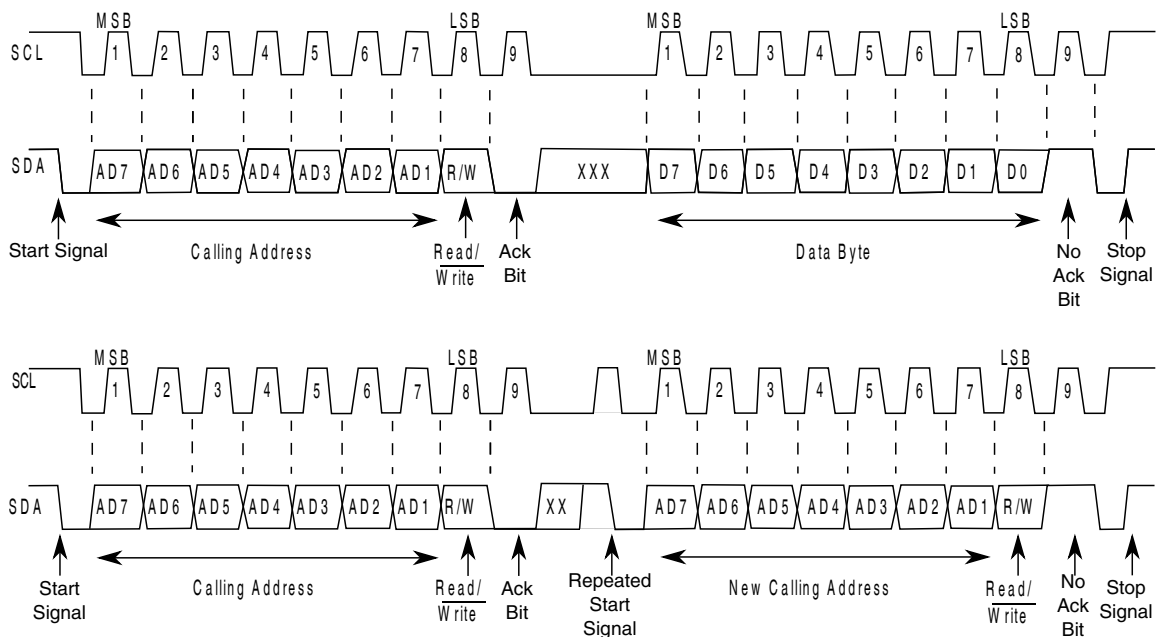 MSB LSB MSB LSB
SCL 1 2 3 4 5 6 7 8 9 1 2 3 4 5 6 7 8 9
SDA AD7 AD6 AD5 AD4 AD3 AD2 AD1 R/W XXX D7 D6 D5 D4 D3 D2 D1 D0
Start Signal Calling Address Read/ Ack Data Byte No Stop
Write Bit Ack Signal
Bit
MSB LSB MSB LSB
SCL 1 2 3 4 5 6 7 8 9 1 2 3 4 5 6 7 8 9
SDA AD7 AD6 AD5 AD4 AD3 AD2 AD1 R/W XX AD7 AD6 AD5 AD4 AD3 AD2 AD1 R/W
Start Calling Address Read/ Ack Repeated New Calling Address Read/ No Stop
Signal Write Bit Start Write Ack Signal
Signal Bit